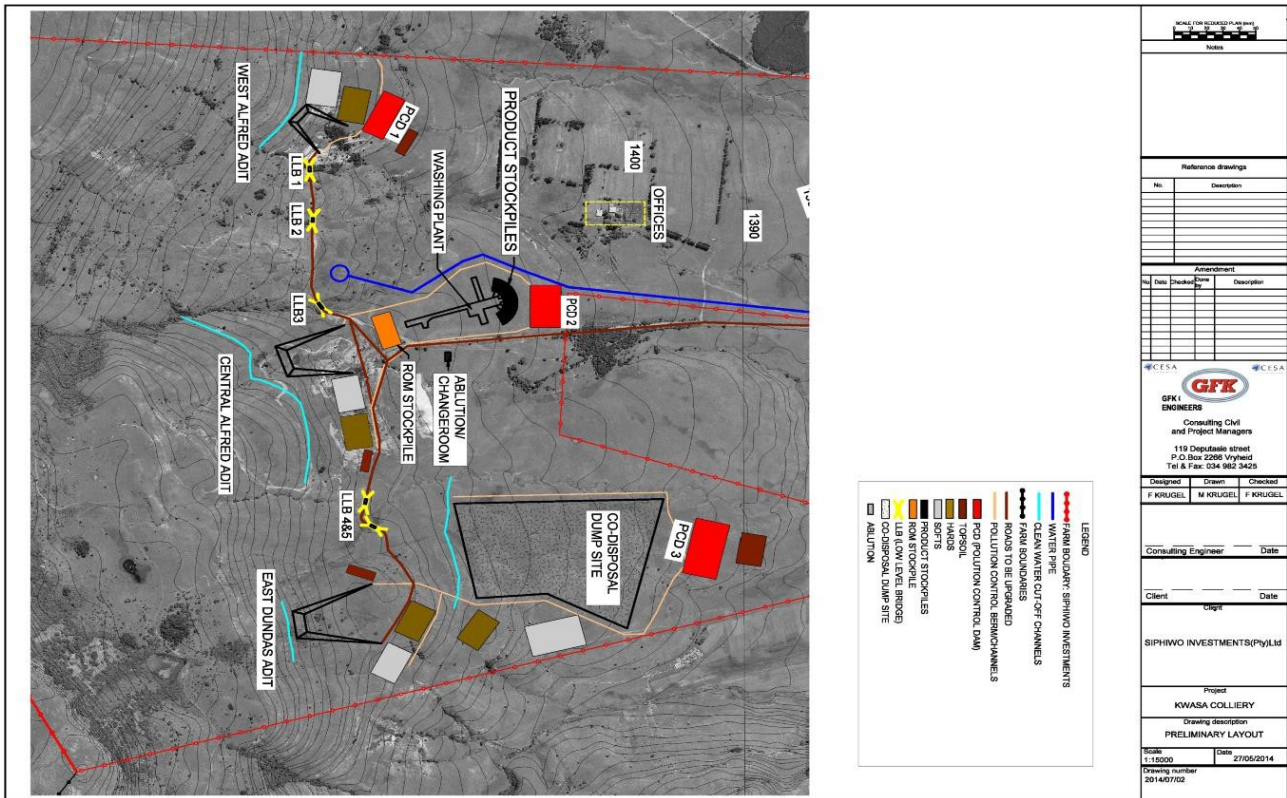 WEST ALFRED ADIT
PCD 1
LLB 1
LLB 2
LLB3
WASHING PLANT
PRODUCT STOCKPILES
1400
OFFICES
1390
PCD 2
CENTRAL ALFRED ADIT
ROM STOCKPILE
ABLUTION/
CHANGEROOM
LLB 4&5
CO-DISPOSAL
DUMP SITE
PCD 3
EAST DUNDAS ADIT
LEGEND
FARM BOUDARY: SIPHIWO INVESTMENTS
WATER PIPE
CLEAN WATER CUT-OFF CHANNELS
FARM BOUNDARIES
ROADS TO BE UPGRADED
POLLUTION CONTROL BERM/CHANNELS
PCD (POLUTION CONTROL DAM)
TOPSOIL
HARDS
SOFTS
PRODUCT STOCKPILES
ROM STOCKPILE
LLB (LOW LEVEL BRIDGE)
CO-DISPOSAL DUMP SITE
ABLUTION
SCALE FOR REDUCED PLAN (mm)
Notes
Reference drawings
No. Description
Amendment
No Date Checked Done by Description
CESA CESA
GFK
GFK
ENGINEERS
Consulting Civil
and Project Managers
119 Deputasie street
P.O.Box 2266 Vryheid
Tel & Fax: 034 982 3425
Designed Drawn Checked
F KRUGEL M KRUGEL F KRUGEL
Consulting Engineer Date
Client Date
Client
SIPHIWO INVESTMENTS(Pty)Ltd
Project
KWASA COLLIERY
Drawing description
PRELIMINARY LAYOUT
Scale Date
1:15000 27/05/2014
Drawing number
2014/07/02